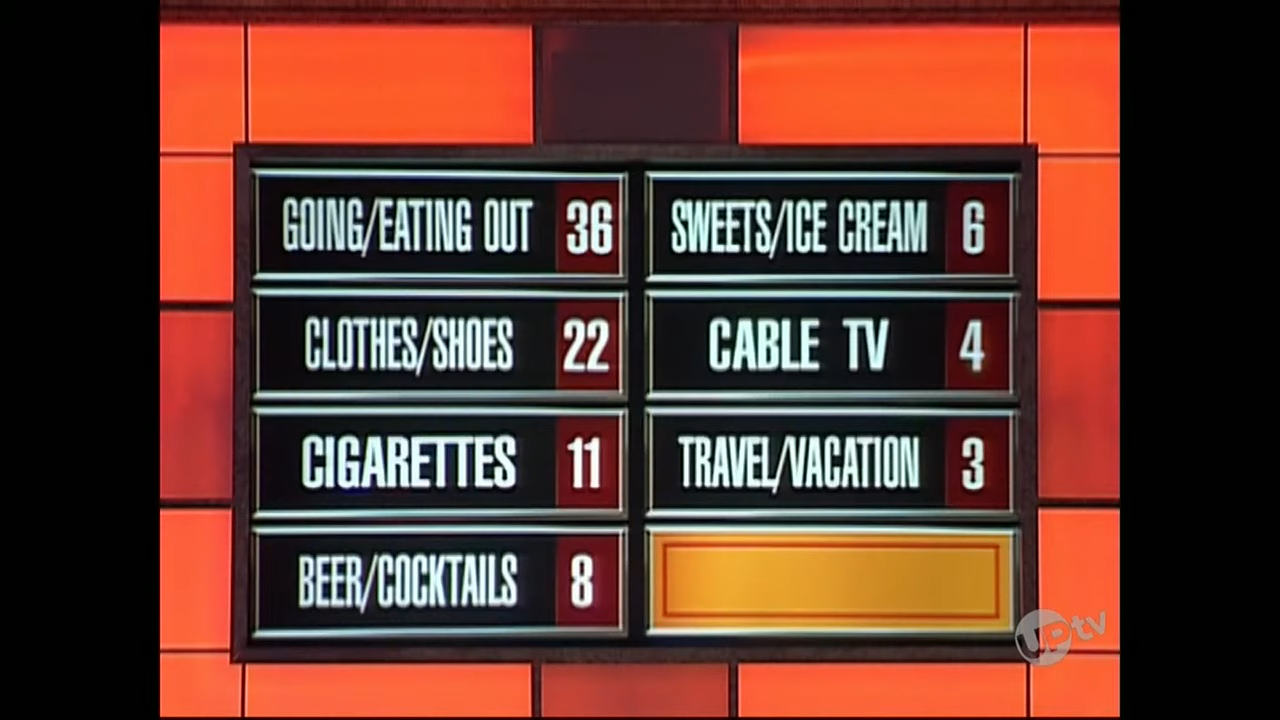 GOING/EATING OUT 36
CLOTHES/SHOES 22
CIGARETTES 11
BEER/COCKTAILS 8
SWEETS/ICE CREAM 6
CABLE TV 4
TRAVEL/VACATION 3
UPtv